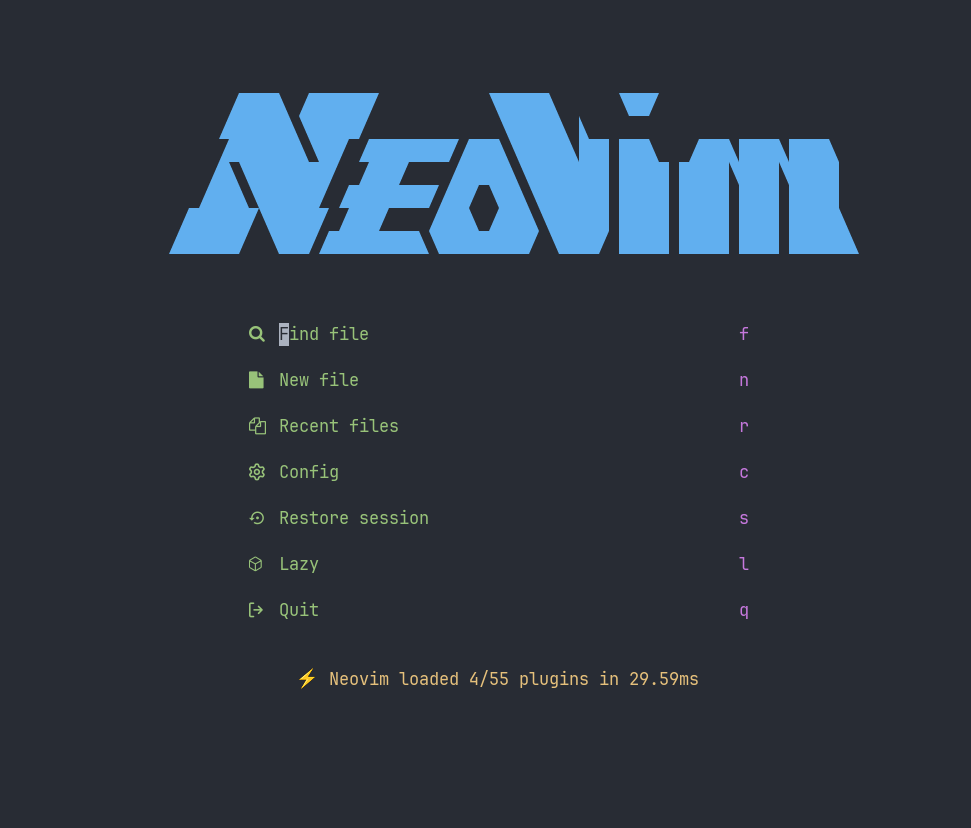 NEOVim
Find file f
New file n
Recent files r
Config c
Restore session s
Lazy l
Quit q
⚡ Neovim loaded 4/55 plugins in 29.59ms